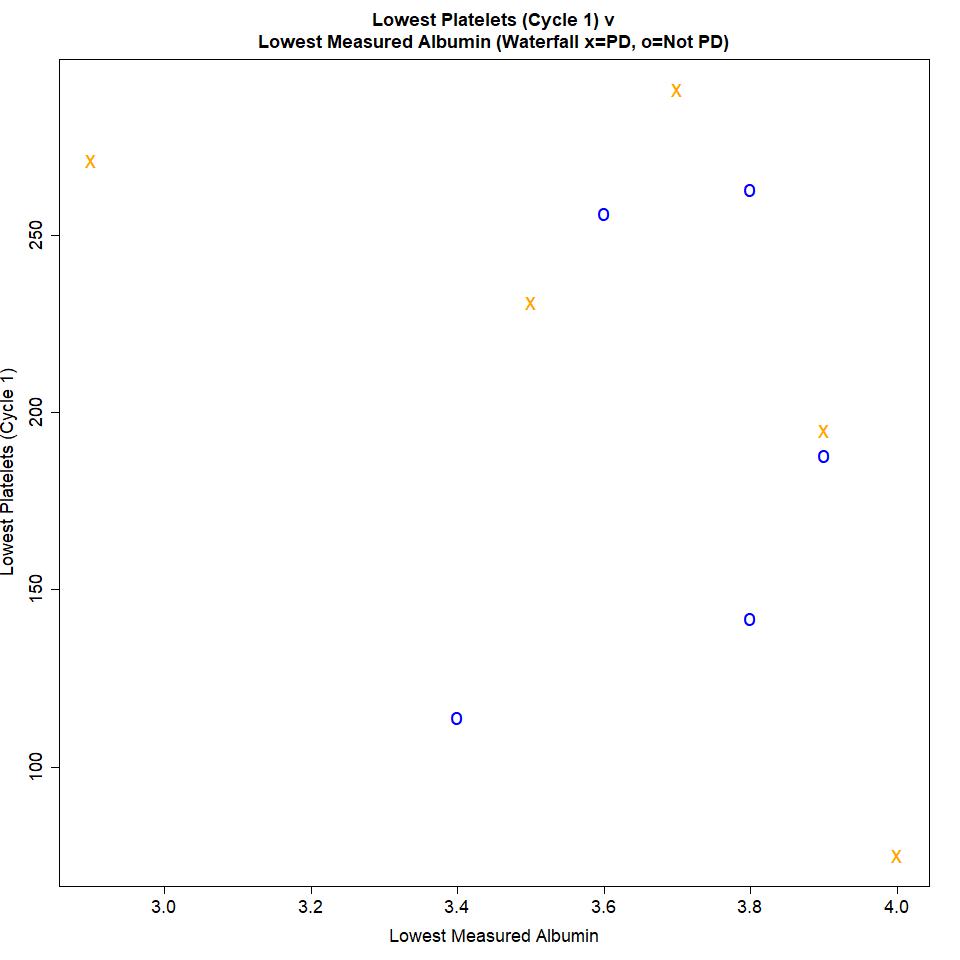 Lowest Platelets (Cycle 1) v
Lowest Measured Albumin (Waterfall x=PD, o=Not PD)
Lowest Platelets (Cycle 1)
250
200
150
100
X
X
O
O
X
X
O
O
O
X
3.0 3.2 3.4 3.6 3.8 4.0
Lowest Measured Albumin